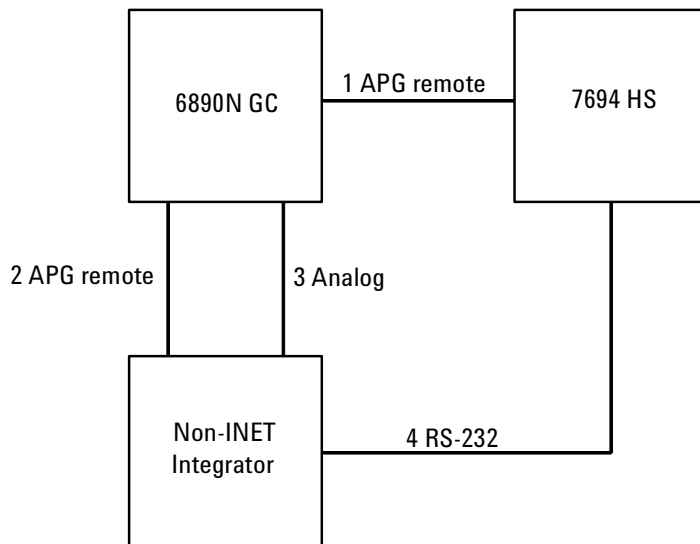 6890N GC
1 APG remote
7694 HS
2 APG remote
3 Analog
Non-INET
Integrator
4 RS-232